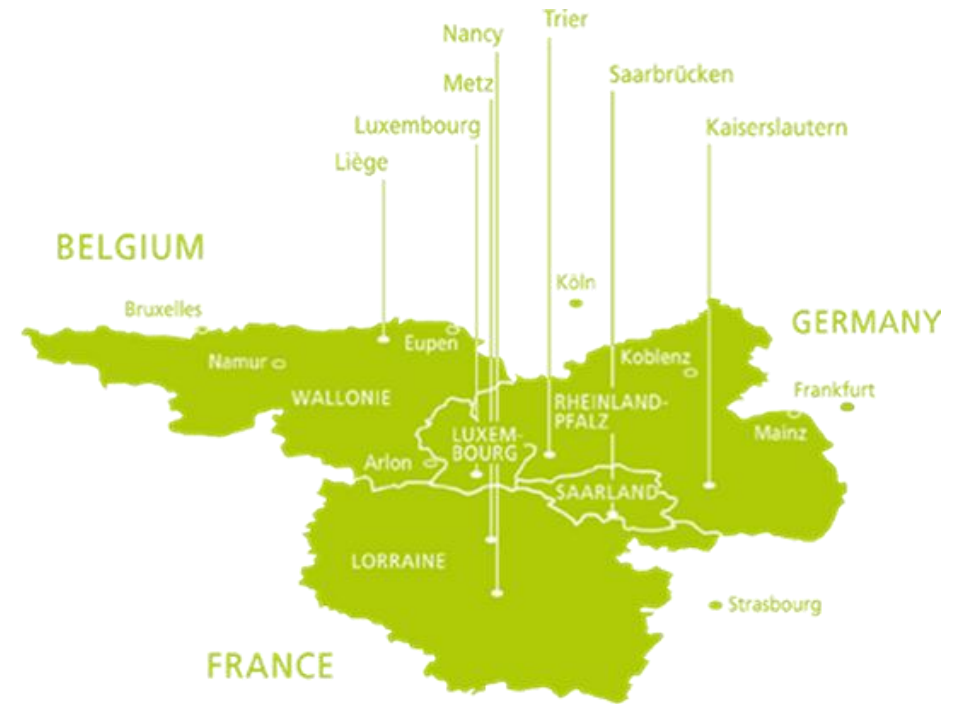 Trier
Nancy
Saarbrücken
Metz
Luxembourg
Kaiserslautern
Liège
BELGIUM
Köln
Bruxelles
GERMANY
Eupen
Koblenz
Namur
Frankfurt
WALLONIE
RHEINLAND-
PFALZ
LUXEM-
BOURG
Mainz
Arlon
SAARLAND
LORRAINE
Strasbourg
FRANCE